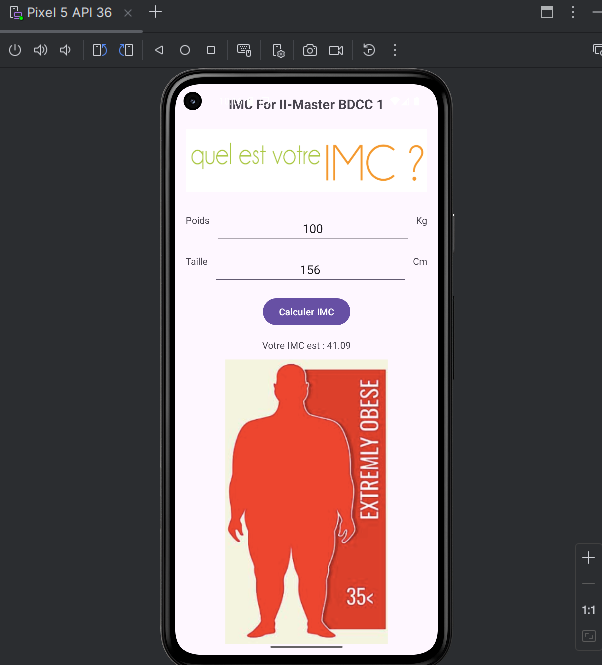 Pixel 5 API 36
IMC For II-Master BDCC 1
quel est votre IMC ?
Poids 100 Kg
Taille 156 Cm
Calculer IMC
Votre IMC est : 41.09
EXTREMLY OBESE
35<
1:1